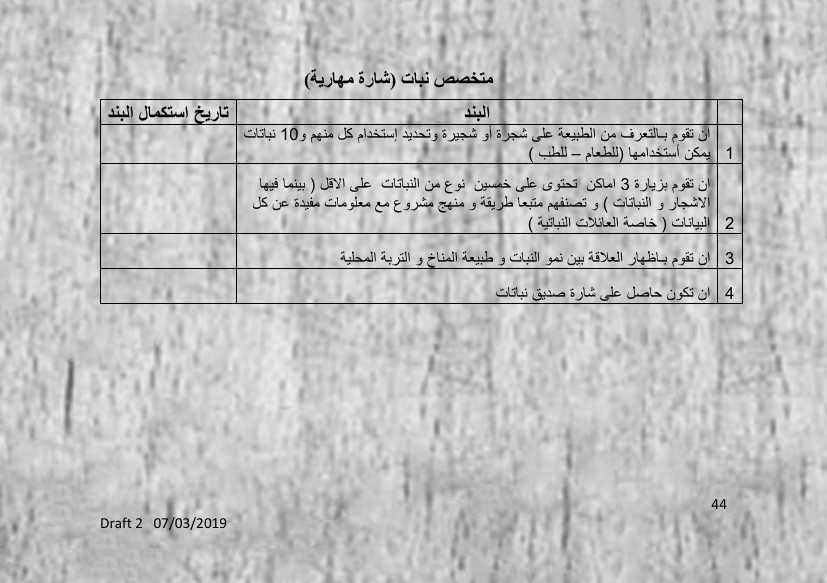 متخصص نبات (شارة مهارية)
البند	تاريخ استكمال البند
ان تقوم بالتعرف من الطبيعة على شجرة أو شجيرة وتحديد إستخدام كل منهم و10 نباتات
1 يمكن أستخدامها (للطعام – للطب )
ان تقوم بزيارة 3 اماكن تحتوى على خمسين نوع من النباتات على الاقل ( بينما فيها
الاشجار و النباتات ) و تصنفهم متبعا طريقة و منهج مشروع مع معلومات مفيدة عن كل
2 البيانات ( خاصة العائلات النباتية )
3 ان تقوم بـاظهار العلاقة بين نمو النبات و طبيعة المناخ و التربة المحلية
4 ان تكون حاصل على شارة صديق نباتات
44
Draft 2 07/03/2019